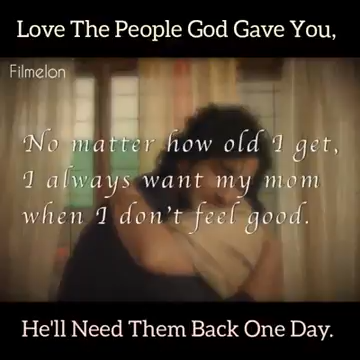 Love The People God Gave You,
Filmelon
No matter how old I get,
I always want my mom
when I don't feel good.
He'll Need Them Back One Day.